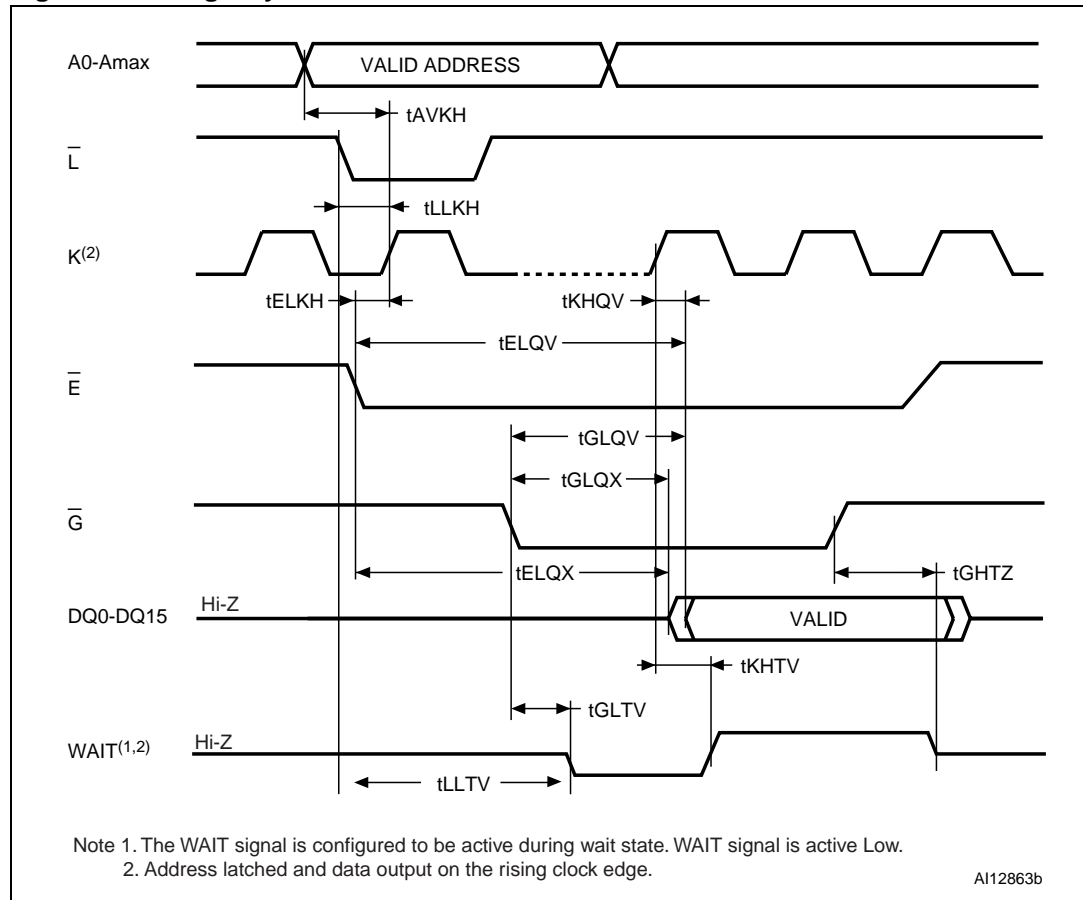 A0-Amax
VALID ADDRESS
tAVKH
L
tLLKH
K(2)
tELKH
tKHQV
tELQV
E
tGLQV
tGLQX
G
tELQX
tGHTZ
DQ0-DQ15
Hi-Z
VALID
tKHTV
tGLTV
WAIT(1,2)
Hi-Z
tLLTV
Note 1. The WAIT signal is configured to be active during wait state. WAIT signal is active Low.
2. Address latched and data output on the rising clock edge.
AI12863b